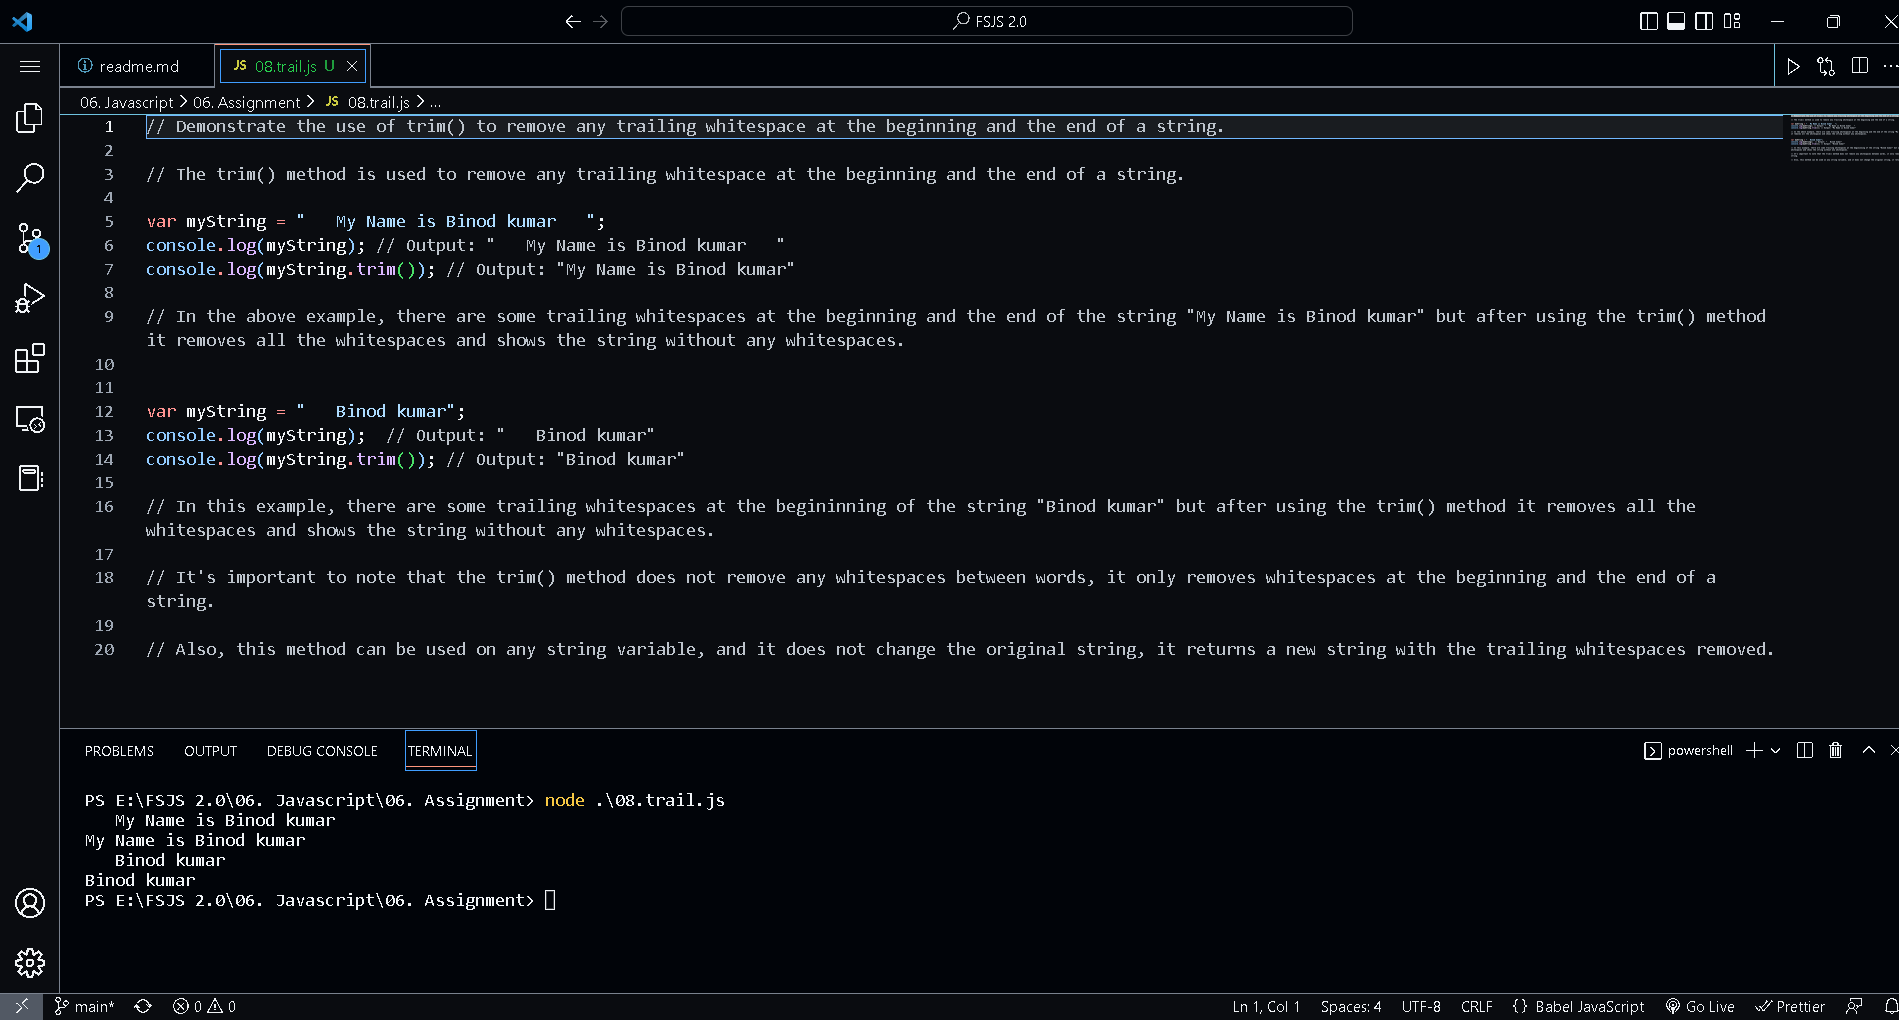 FSJS 2.0
readme.md
JS 08.trail.js U
06. Javascript > 06. Assignment > JS 08.trail.js > ...
1 // Demonstrate the use of trim() to remove any trailing whitespace at the beginning and the end of a string.
2
3 // The trim() method is used to remove any trailing whitespace at the beginning and the end of a string.
4
5 var myString = "   My Name is Binod kumar   ";
6 console.log(myString); // Output: "   My Name is Binod kumar   "
7 console.log(myString.trim()); // Output: "My Name is Binod kumar"
8
9 // In the above example, there are some trailing whitespaces at the beginning and the end of the string "My Name is Binod kumar" but after using the trim() method
it removes all the whitespaces and shows the string without any whitespaces.
10
11
12 var myString = "   Binod kumar";
13 console.log(myString);  // Output: "   Binod kumar"
14 console.log(myString.trim()); // Output: "Binod kumar"
15
16 // In this example, there are some trailing whitespaces at the begininning of the string "Binod kumar" but after using the trim() method it removes all the
whitespaces and shows the string without any whitespaces.
17
18 // It's important to note that the trim() method does not remove any whitespaces between words, it only removes whitespaces at the beginning and the end of a
string.
19
20 // Also, this method can be used on any string variable, and it does not change the original string, it returns a new string with the trailing whitespaces removed.
1
PROBLEMS OUTPUT DEBUG CONSOLE TERMINAL powershell
PS E:\FSJS 2.0\06. Javascript\06. Assignment> node .\08.trail.js
   My Name is Binod kumar
My Name is Binod kumar
   Binod kumar
Binod kumar
PS E:\FSJS 2.0\06. Javascript\06. Assignment>
main* 0 0 Ln 1, Col 1 Spaces: 4 UTF-8 CRLF {} Babel JavaScript Go Live Prettier